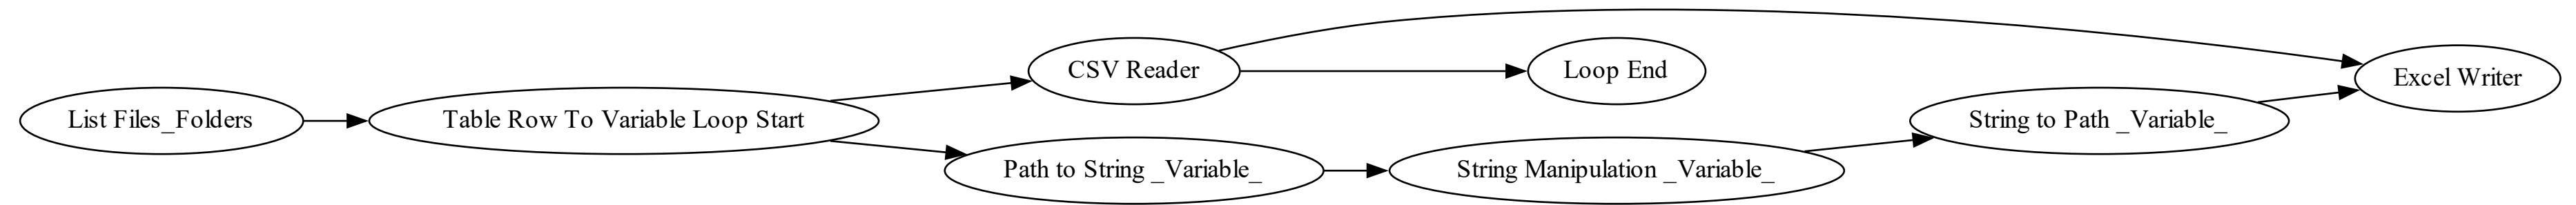 List Files_Folders
Table Row To Variable Loop Start
CSV Reader
Loop End
Excel Writer
Path to String _Variable_
String Manipulation _Variable_
String to Path _Variable_